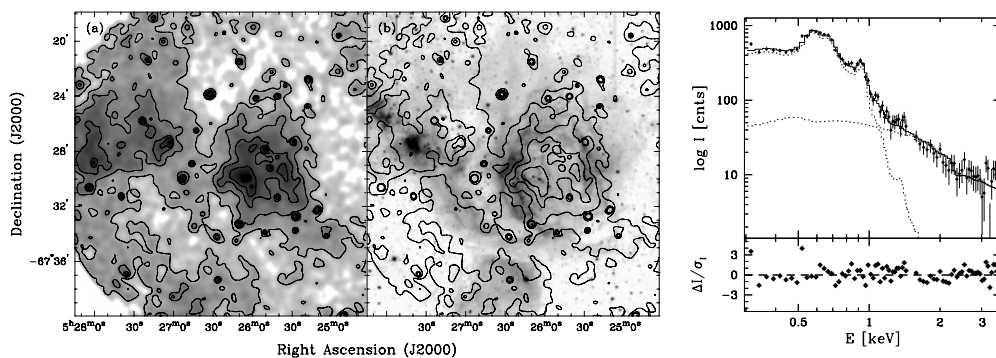 (a)
(b)
20'
24'
28'
32'
−67°36'
Declination (J2000)
5ʰ28ᵐ0ˢ 30ˢ 27ᵐ0ˢ 30ˢ 26ᵐ0ˢ 30ˢ 25ᵐ0ˢ
30ˢ 27ᵐ0ˢ 30ˢ 26ᵐ0ˢ 30ˢ 25ᵐ0ˢ
Right Ascension (J2000)
1000
100
10
log I [cnts]
3
0
−3
ΔI/σ_I
0.5 1 2 3
E [keV]